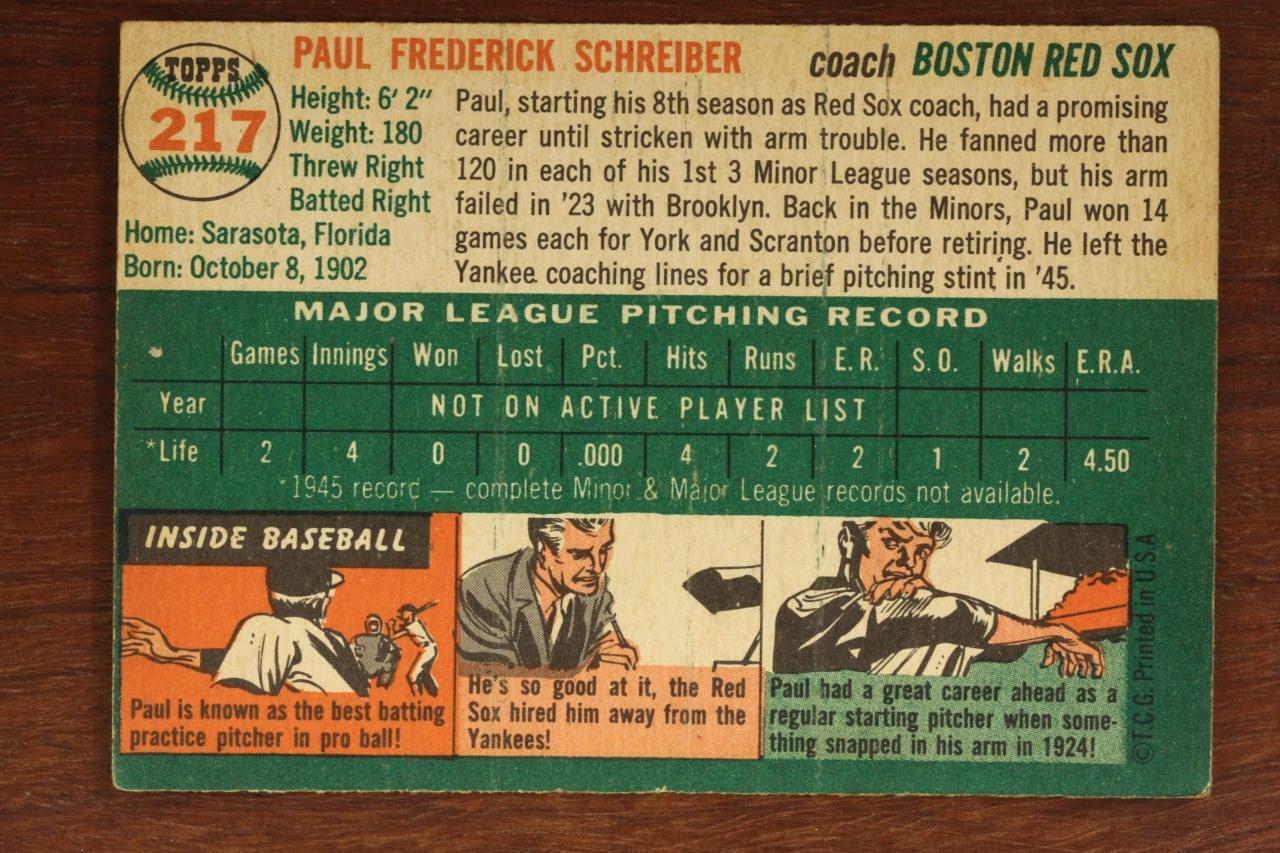 TOPPS
217
PAUL FREDERICK SCHREIBER coach BOSTON RED SOX
Height: 6' 2"
Weight: 180
Threw Right
Batted Right
Home: Sarasota, Florida
Born: October 8, 1902
Paul, starting his 8th season as Red Sox coach, had a promising
career until stricken with arm trouble. He fanned more than
120 in each of his 1st 3 Minor League seasons, but his arm
failed in '23 with Brooklyn. Back in the Minors, Paul won 14
games each for York and Scranton before retiring. He left the
Yankee coaching lines for a brief pitching stint in '45.
MAJOR LEAGUE PITCHING RECORD
Games Innings Won Lost Pct. Hits Runs E. R. S. O. Walks E.R.A.
Year NOT ON ACTIVE PLAYER LIST
*Life 2 4 0 0 .000 4 2 2 1 2 4.50
*1945 record — complete Minor & Major League records not available.
INSIDE BASEBALL
Paul is known as the best batting
practice pitcher in pro ball!
He's so good at it, the Red
Sox hired him away from the
Yankees!
Paul had a great career ahead as a
regular starting pitcher when some-
thing snapped in his arm in 1924!
©T.C.G. Printed in U.S.A.